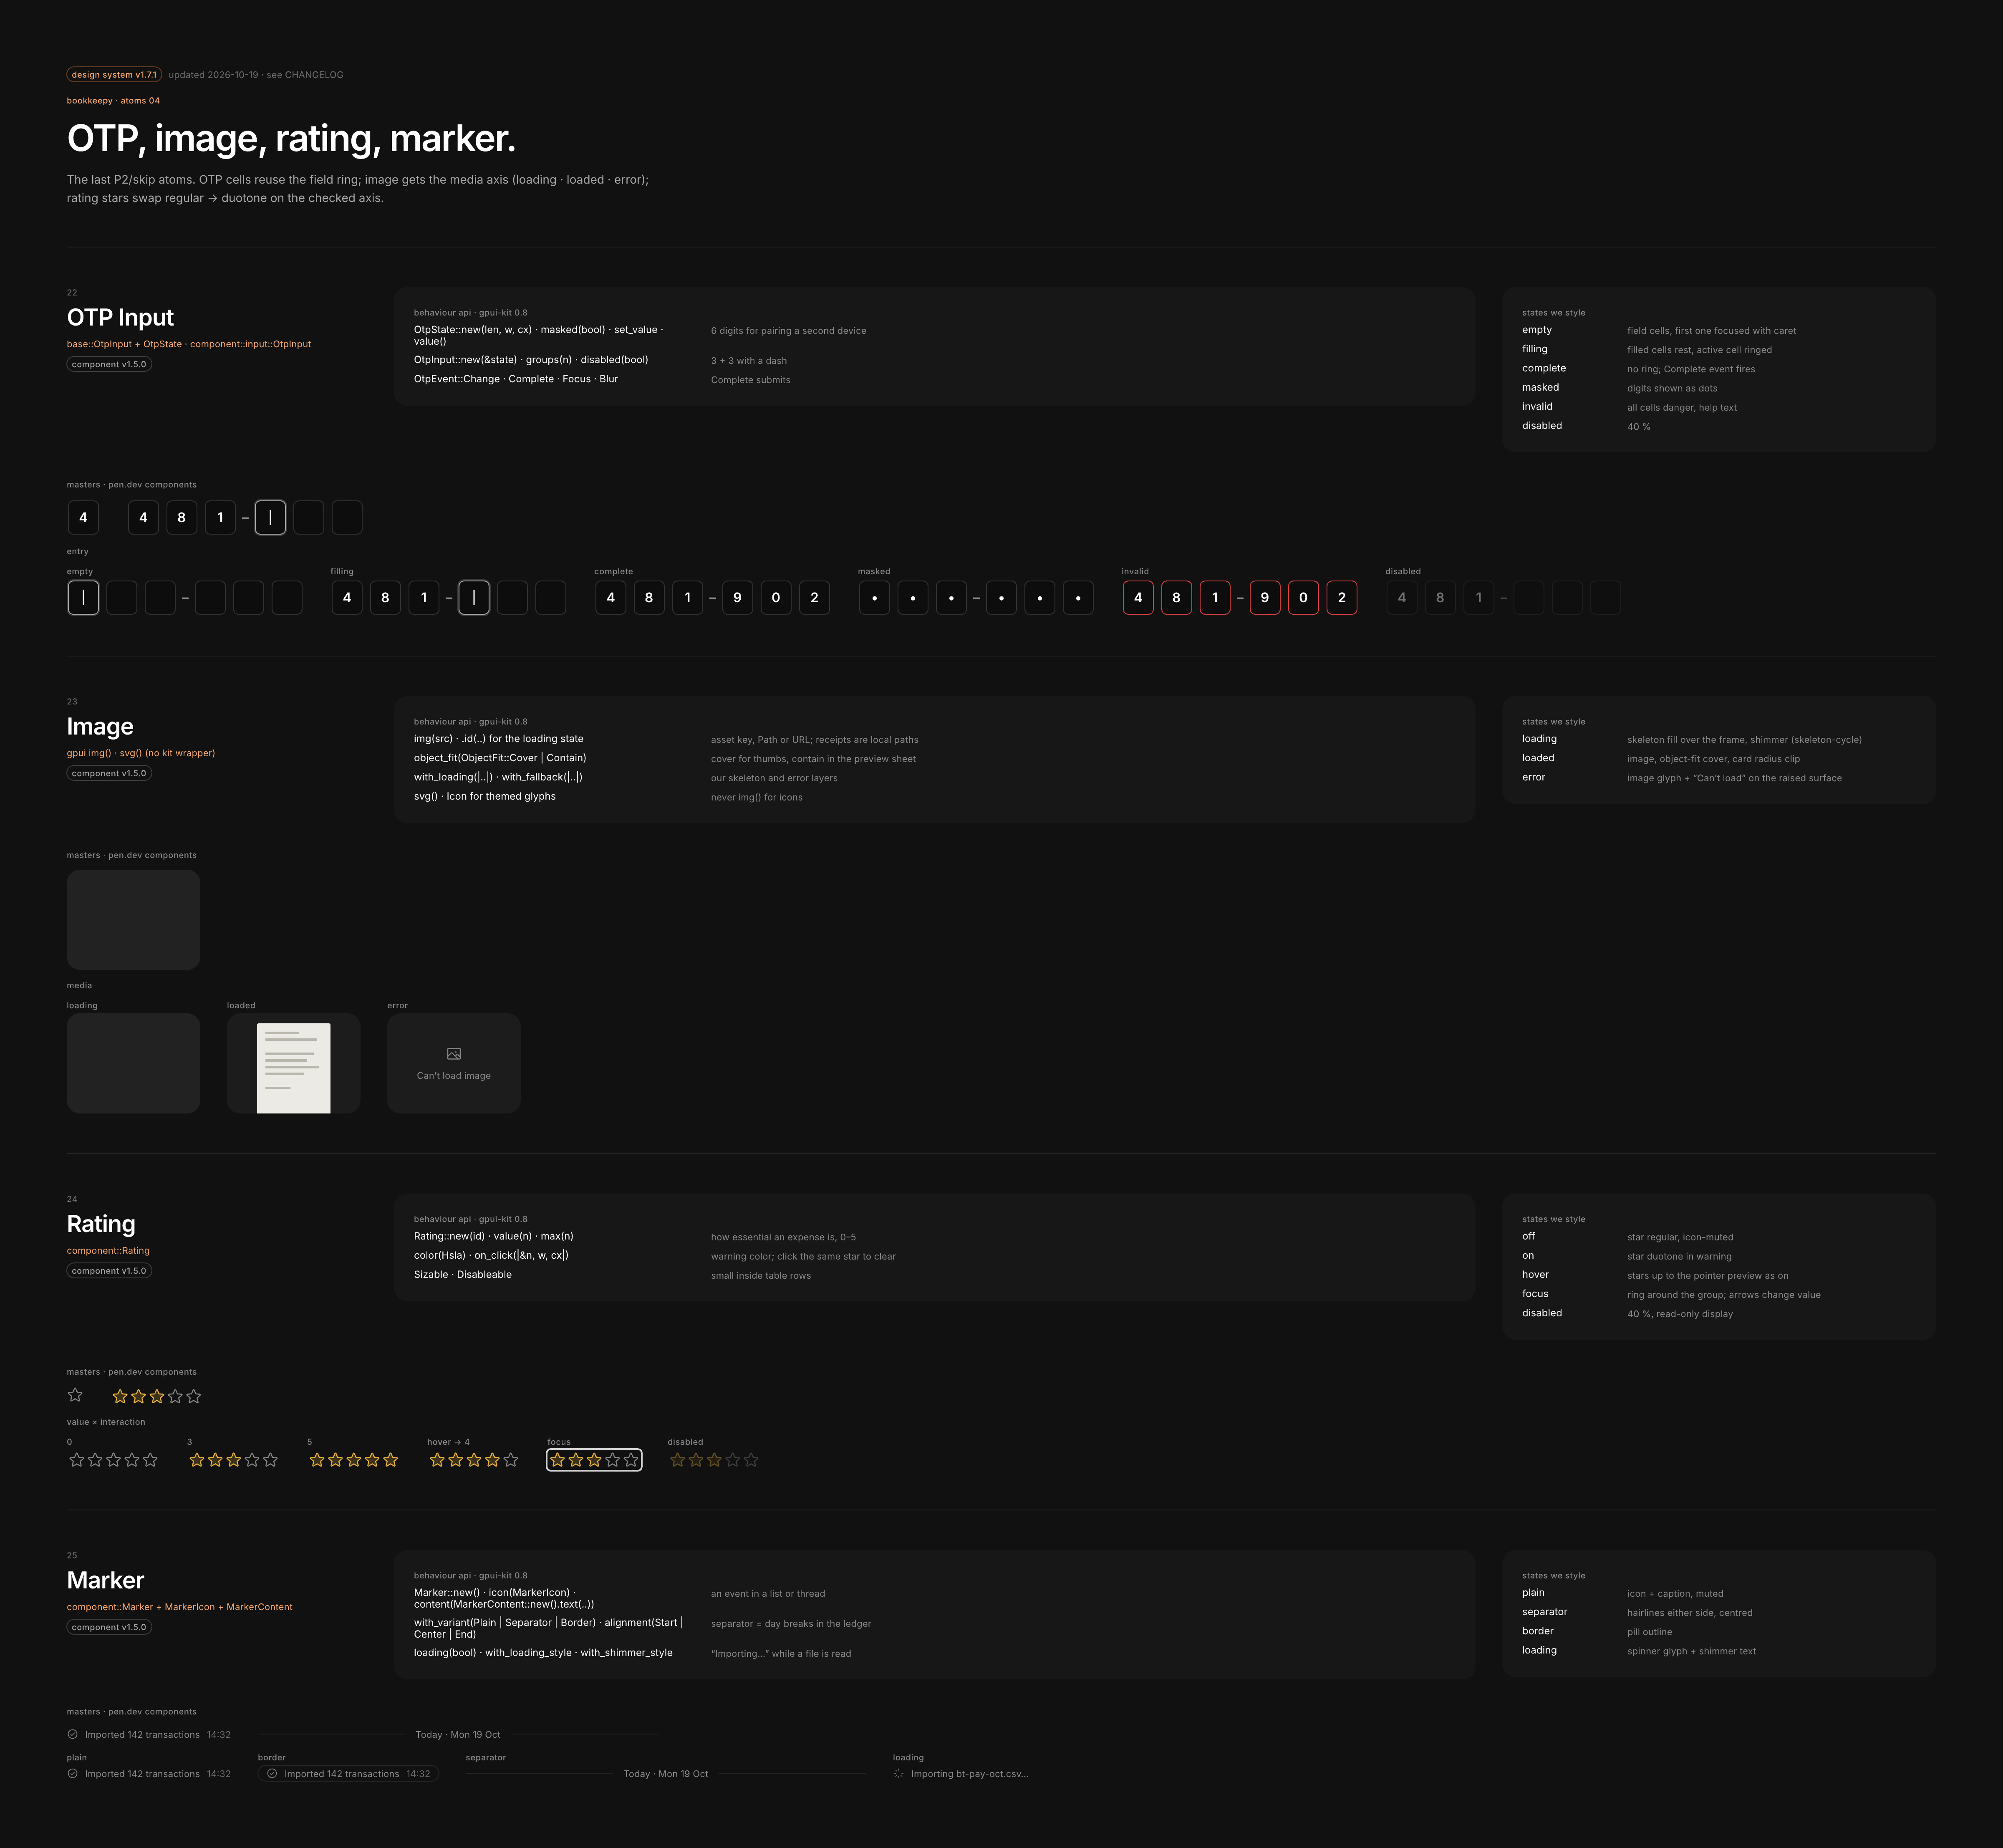 design system v1.7.1 updated 2026-10-19 · see CHANGELOG
bookkeepy · atoms 04
OTP, image, rating, marker.
The last P2/skip atoms. OTP cells reuse the field ring; image gets the media axis (loading · loaded · error);
rating stars swap regular → duotone on the checked axis.
22
OTP Input
base::OtpInput + OtpState · component::input::OtpInput
component v1.5.0
behaviour api · gpui-kit 0.8
OtpState::new(len, w, cx) · masked(bool) · set_value ·
value()
6 digits for pairing a second device
OtpInput::new(&state) · groups(n) · disabled(bool)
3 + 3 with a dash
OtpEvent::Change · Complete · Focus · Blur
Complete submits
states we style
empty field cells, first one focused with caret
filling filled cells rest, active cell ringed
complete no ring; Complete event fires
masked digits shown as dots
invalid all cells danger, help text
disabled 40 %
masters · pen.dev components
4 4 8 1 – |
entry
empty filling complete masked invalid disabled
| – 4 8 1 – | 4 8 1 – 9 0 2 • • • – • • • 4 8 1 – 9 0 2 4 8 1 –
23
Image
gpui img() · svg() (no kit wrapper)
component v1.5.0
behaviour api · gpui-kit 0.8
img(src) · .id(..) for the loading state asset key, Path or URL; receipts are local paths
object_fit(ObjectFit::Cover | Contain) cover for thumbs, contain in the preview sheet
with_loading(|..|) · with_fallback(|..|) our skeleton and error layers
svg() · Icon for themed glyphs never img() for icons
states we style
loading skeleton fill over the frame, shimmer (skeleton-cycle)
loaded image, object-fit cover, card radius clip
error image glyph + “Can’t load” on the raised surface
masters · pen.dev components
media
loading loaded error
Can’t load image
24
Rating
component::Rating
component v1.5.0
behaviour api · gpui-kit 0.8
Rating::new(id) · value(n) · max(n) how essential an expense is, 0–5
color(Hsla) · on_click(|&n, w, cx|) warning color; click the same star to clear
Sizable · Disableable small inside table rows
states we style
off star regular, icon-muted
on star duotone in warning
hover stars up to the pointer preview as on
focus ring around the group; arrows change value
disabled 40 %, read-only display
masters · pen.dev components
value × interaction
0 3 5 hover → 4 focus disabled
25
Marker
component::Marker + MarkerIcon + MarkerContent
component v1.5.0
behaviour api · gpui-kit 0.8
Marker::new() · icon(MarkerIcon) ·
content(MarkerContent::new().text(..))
an event in a list or thread
with_variant(Plain | Separator | Border) · alignment(Start |
Center | End)
separator = day breaks in the ledger
loading(bool) · with_loading_style · with_shimmer_style
“Importing…” while a file is read
states we style
plain icon + caption, muted
separator hairlines either side, centred
border pill outline
loading spinner glyph + shimmer text
masters · pen.dev components
Imported 142 transactions 14:32 Today · Mon 19 Oct
plain border separator loading
Imported 142 transactions 14:32 Imported 142 transactions 14:32 Today · Mon 19 Oct Importing bt-pay-oct.csv…